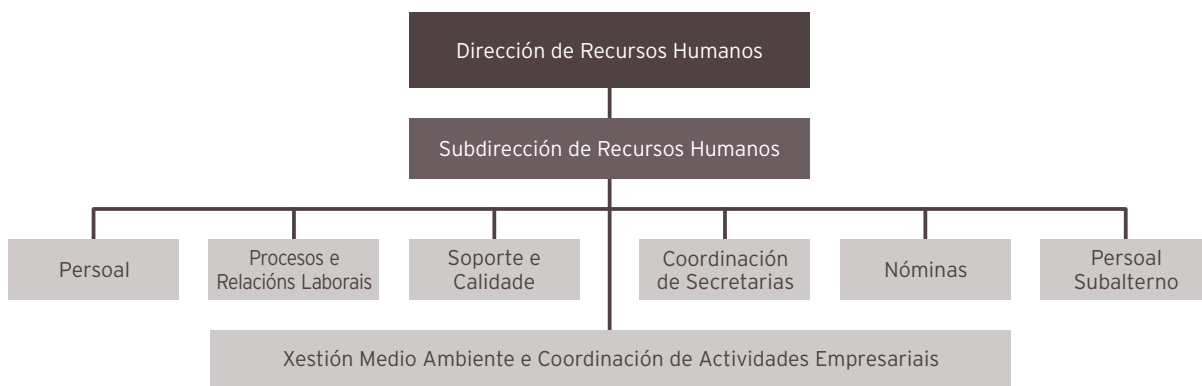 Dirección de Recursos Humanos
Subdirección de Recursos Humanos
Persoal
Procesos e
Relacións Laborais
Soporte e
Calidade
Coordinación
de Secretarias
Nóminas
Persoal
Subalterno
Xestión Medio Ambiente e Coordinación de Actividades Empresariais